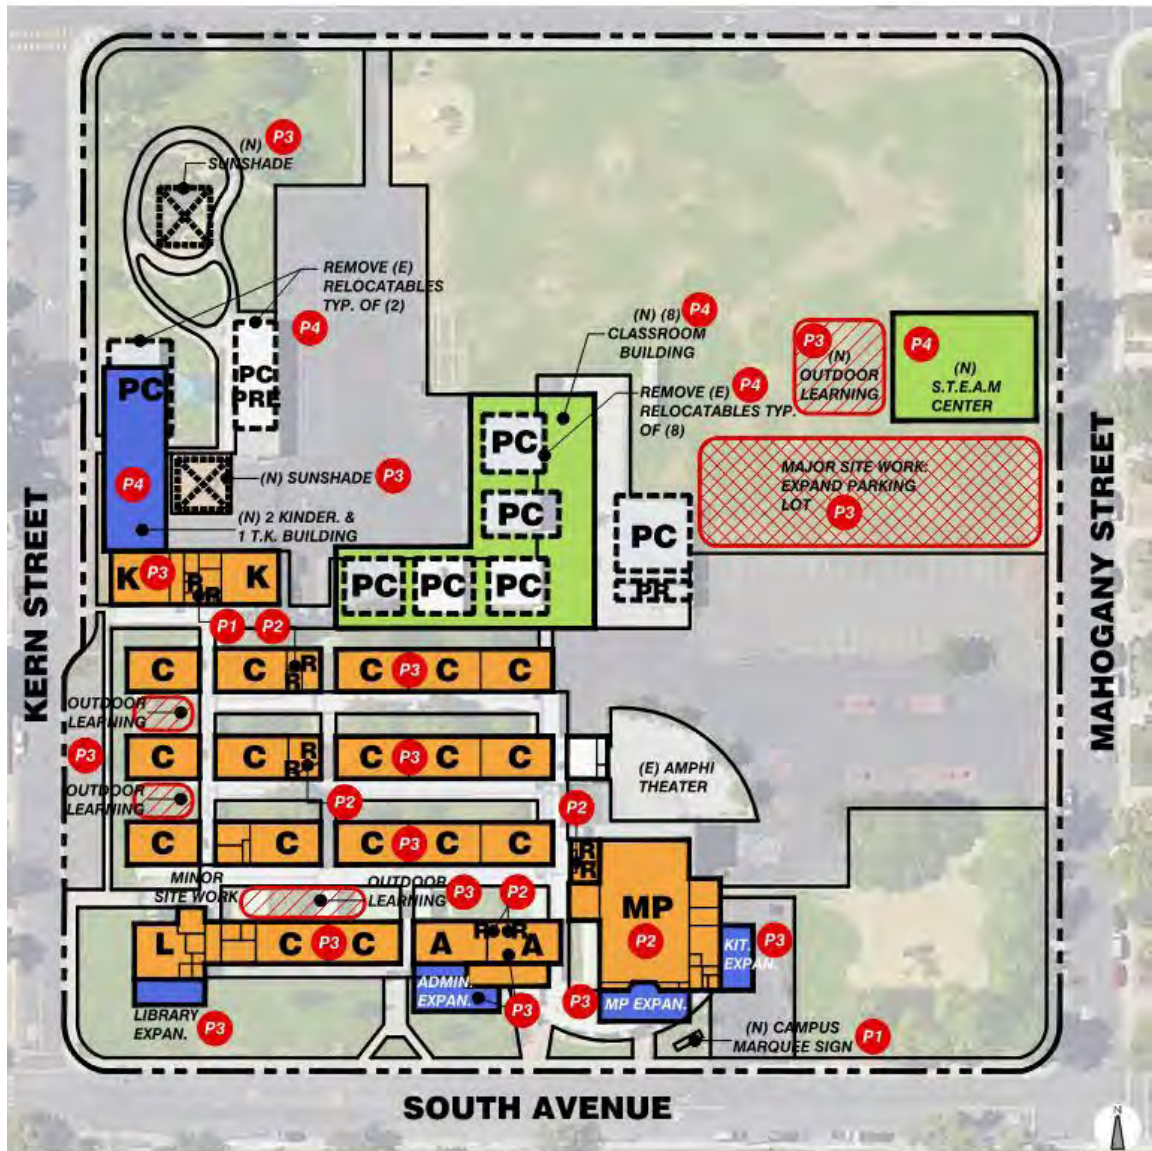 P3
(N)
SUNSHADE
REMOVE (E)
RELOCATABLES
TYP. OF (2)
P4
(N) (8)
CLASSROOM
BUILDING
P4
P3
(N)
OUTDOOR
LEARNING
P4
(N)
S.T.E.A.M
CENTER
PC
PC
PRE
REMOVE (E)
RELOCATABLES TYP.
OF (8)
P4
PC
P4
(N) SUNSHADE
P3
MAJOR SITE WORK:
EXPAND PARKING
LOT
P3
(N) 2 KINDER. &
1 T.K. BUILDING
PC
PC
PR
K
P3
R
R
K
PC
PC
PC
P1
P2
C
C
R
R
C
P3
C
C
OUTDOOR
LEARNING
KERN STREET
MAHOGANY STREET
P3
C
C
R
R
C
P3
C
C
(E) AMPHI
THEATER
OUTDOOR
LEARNING
P2
P2
C
C
C
P3
C
C
R
R
MINOR
SITE WORK
OUTDOOR
LEARNING
P3
P2
MP
P2
L
C
P3
C
A
R
R
A
KIT.
EXPAN.
P3
ADMIN.
EXPAN.
P3
P3
MP EXPAN.
LIBRARY
EXPAN.
P3
(N) CAMPUS
MARQUEE SIGN
P1
SOUTH AVENUE
N